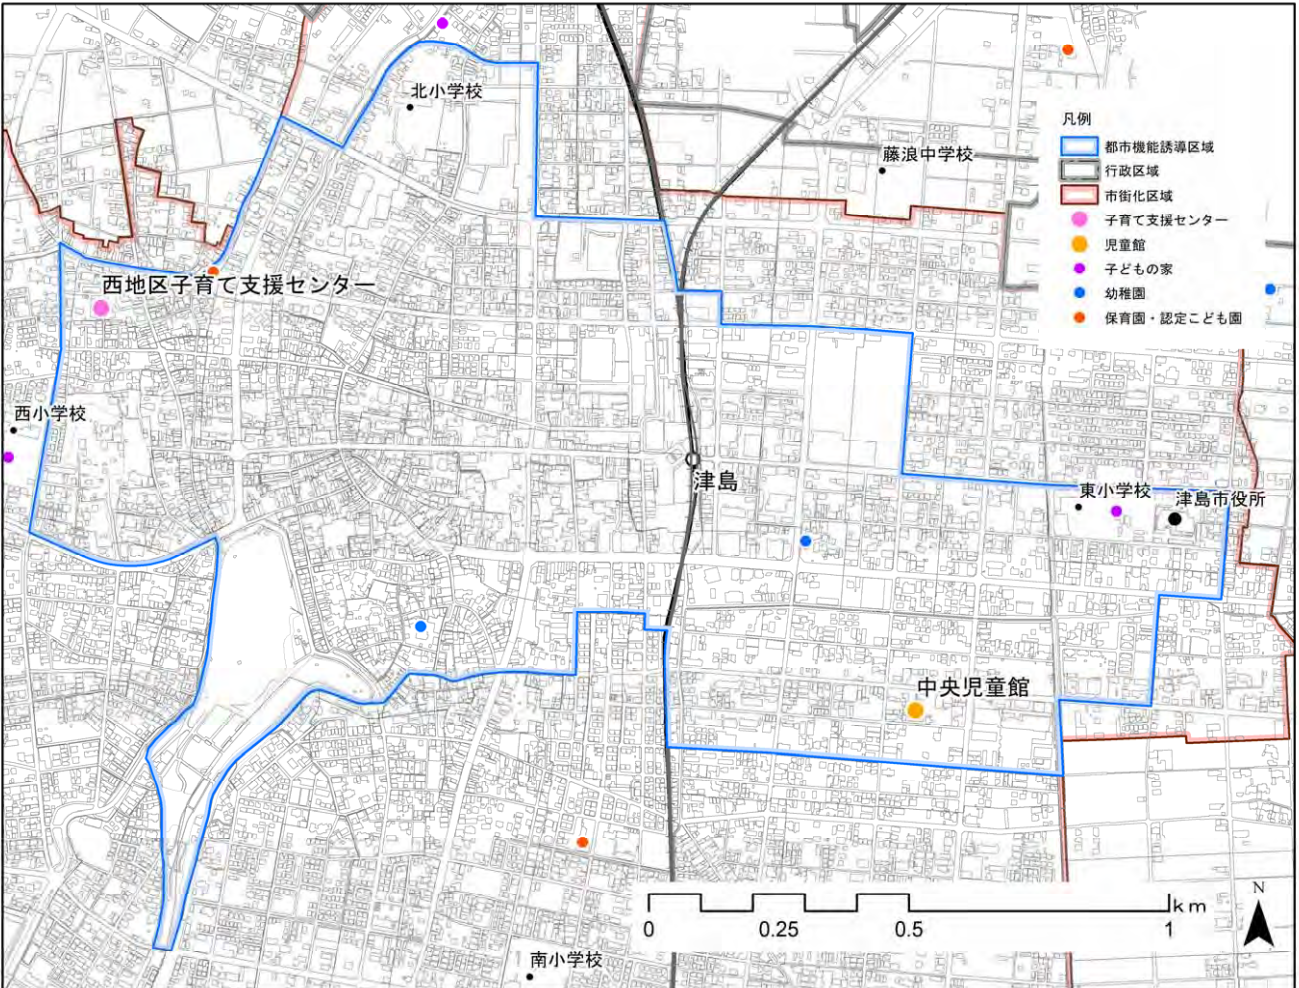 北小学校
藤浪中学校
凡例
都市機能誘導区域
行政区域
市街化区域
子育て支援センター
児童館
子どもの家
幼稚園
保育園・認定こども園
西地区子育て支援センター
西小学校
津島
東小学校
津島市役所
中央児童館
南小学校
km
0 0.25 0.5 1
N